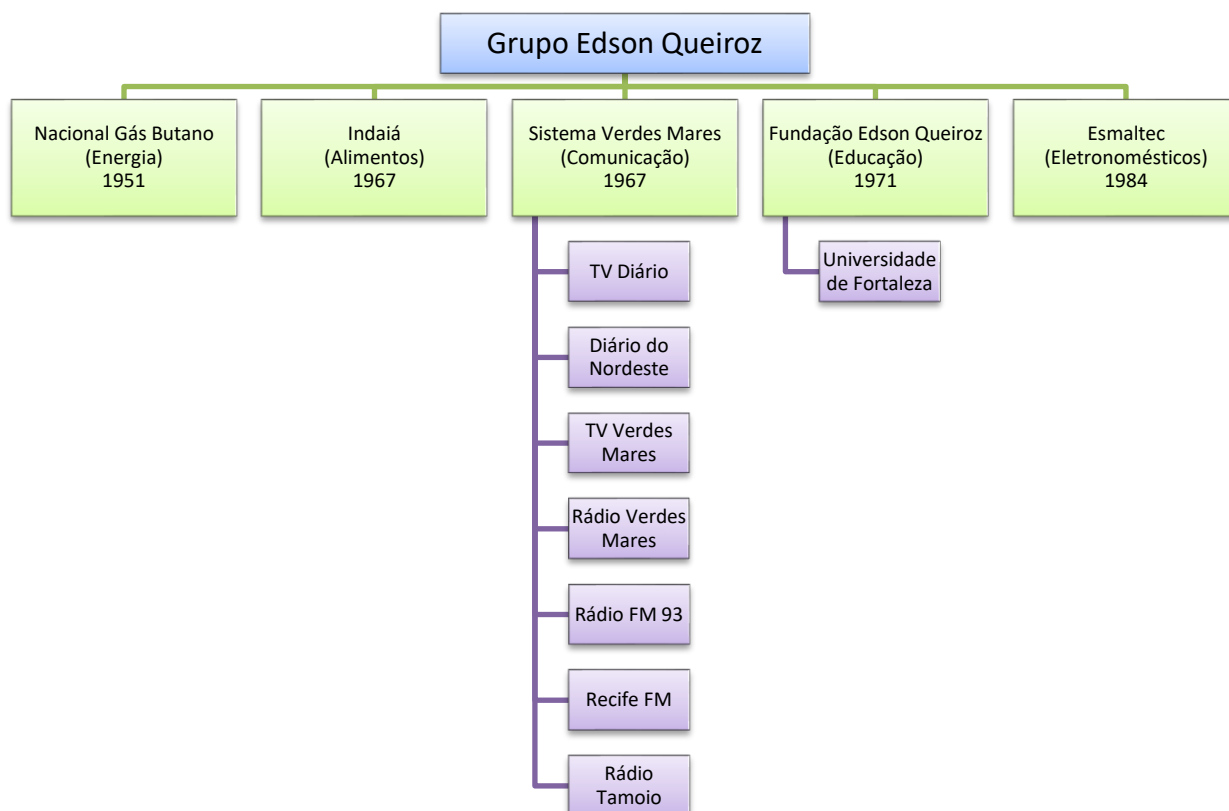 Grupo Edson Queiroz
Nacional Gás Butano
(Energia)
1951
Indaiá
(Alimentos)
1967
Sistema Verdes Mares
(Comunicação)
1967
Fundação Edson Queiroz
(Educação)
1971
Esmaltec
(Eletronomésticos)
1984
TV Diário
Diário do
Nordeste
TV Verdes
Mares
Rádio Verdes
Mares
Rádio FM 93
Recife FM
Rádio
Tamoio
Universidade
de Fortaleza